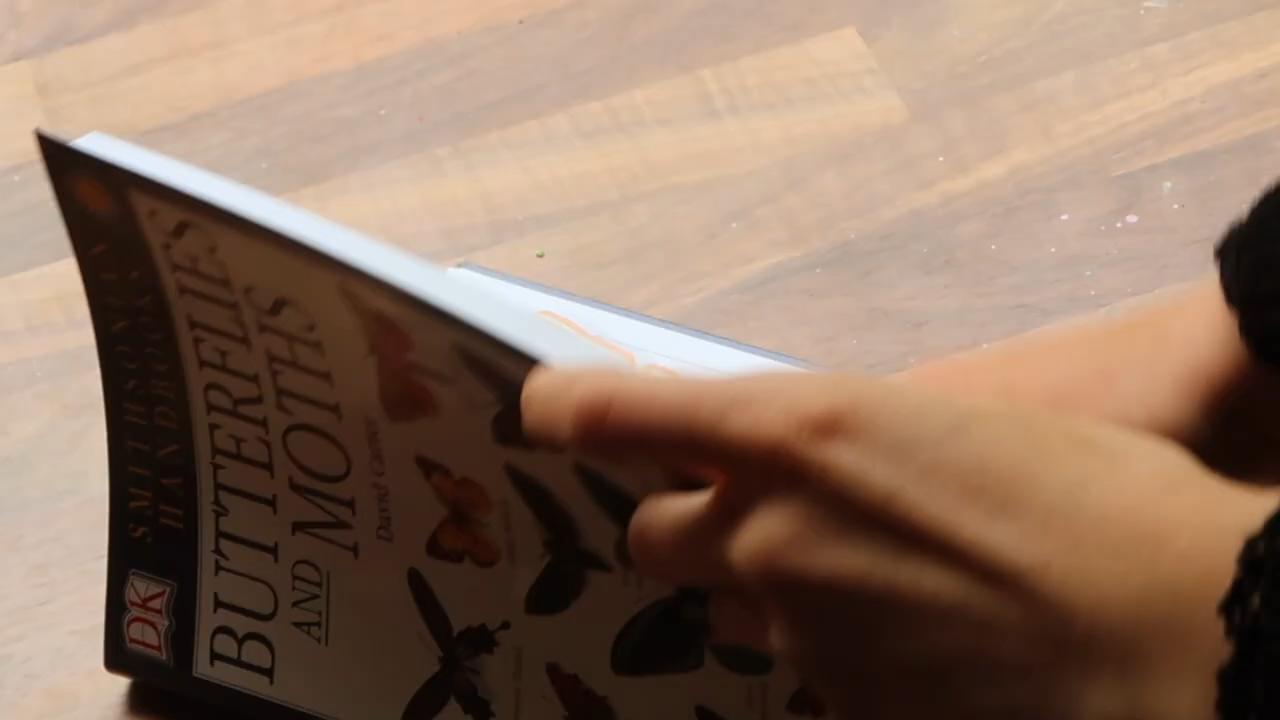 SMITHSONIAN
HANDBOOKS
BUTTERFLIES
AND MOTHS
David Carter
DK